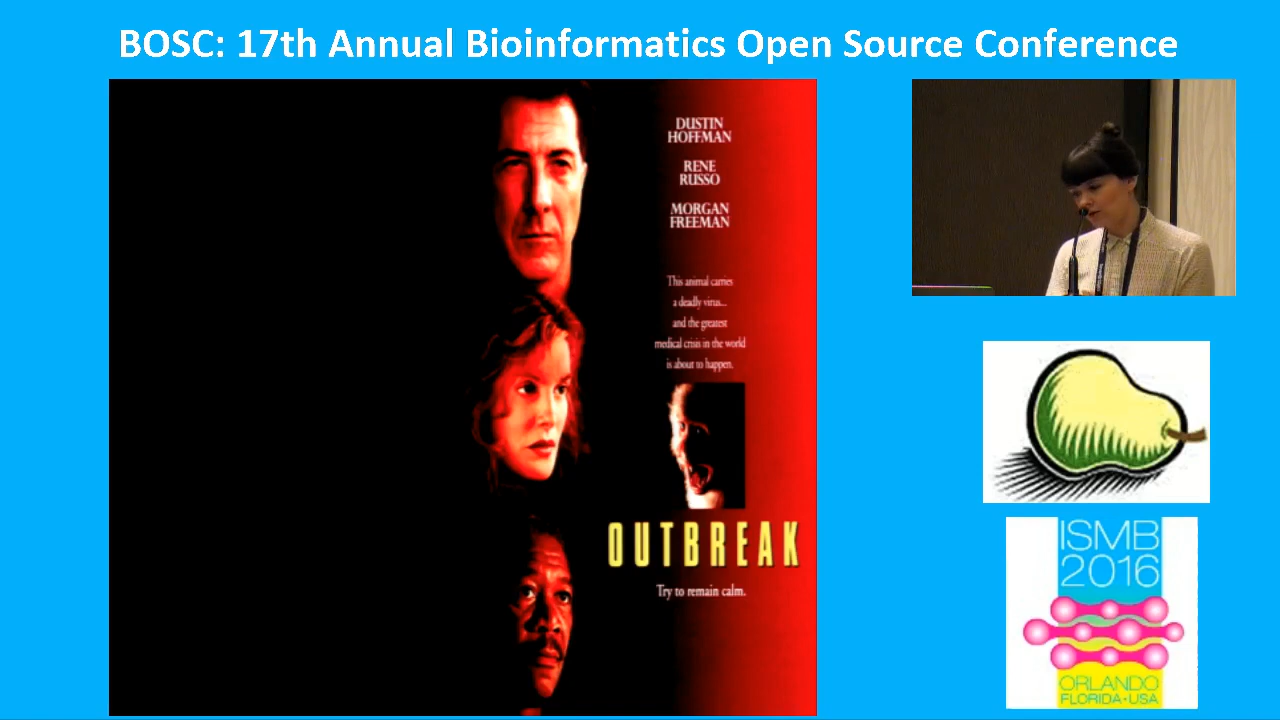 BOSC: 17th Annual Bioinformatics Open Source Conference
DUSTIN
HOFFMAN
RENE
RUSSO
MORGAN
FREEMAN
This animal carries
a deadly virus...
and the greatest
medical crisis in the world
is about to happen.
OUTBREAK
Try to remain calm.
ISMB
2016
ORLANDO
FLORIDA•USA